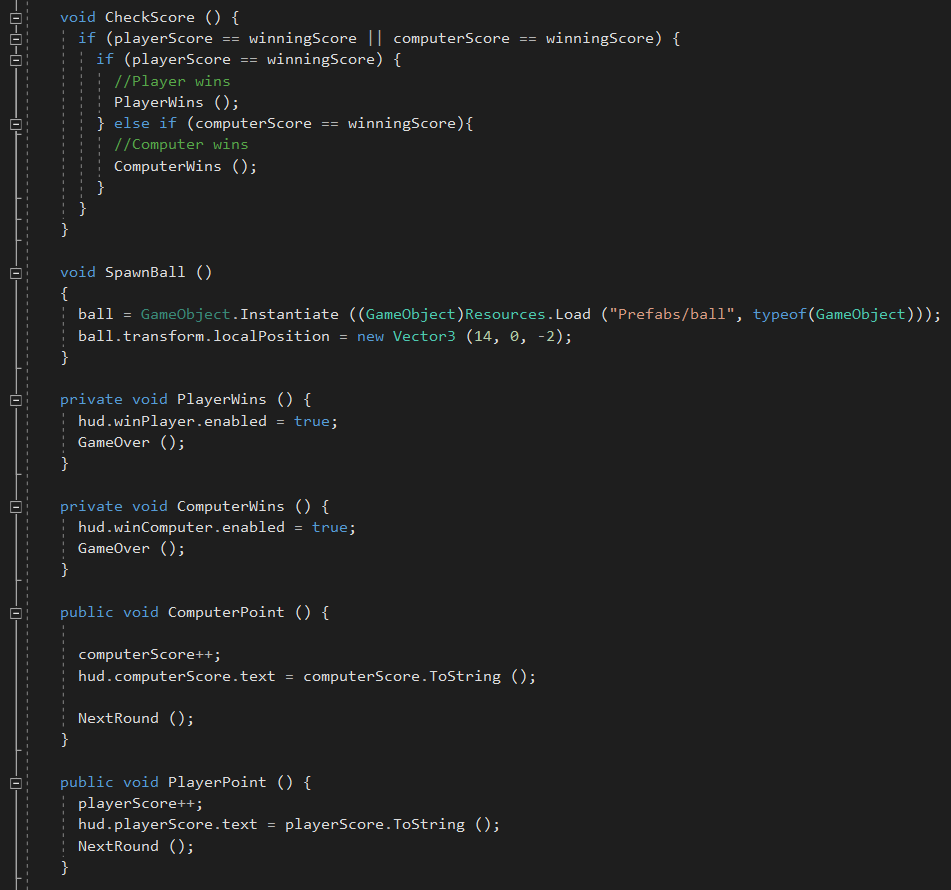 void CheckScore () {
if (playerScore == winningScore || computerScore == winningScore) {
if (playerScore == winningScore) {
//Player wins
PlayerWins ();
} else if (computerScore == winningScore){
//Computer wins
ComputerWins ();
}
}
}
void SpawnBall ()
{
ball = GameObject.Instantiate ((GameObject)Resources.Load ("Prefabs/ball", typeof(GameObject)));
ball.transform.localPosition = new Vector3 (14, 0, -2);
}
private void PlayerWins () {
hud.winPlayer.enabled = true;
GameOver ();
}
private void ComputerWins () {
hud.winComputer.enabled = true;
GameOver ();
}
public void ComputerPoint () {
computerScore++;
hud.computerScore.text = computerScore.ToString ();
NextRound ();
}
public void PlayerPoint () {
playerScore++;
hud.playerScore.text = playerScore.ToString ();
NextRound ();
}